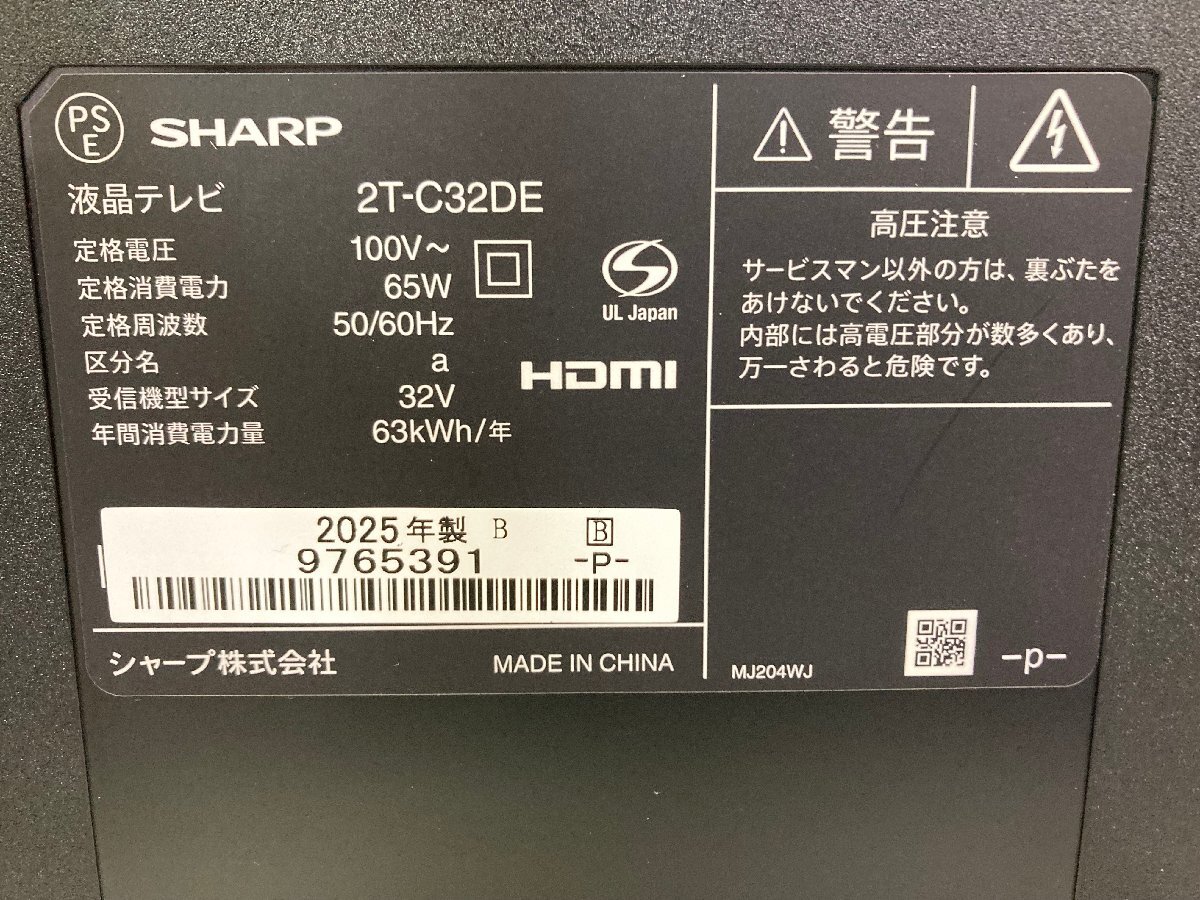 PS
E
SHARP
液晶テレビ 2T-C32DE
定格電圧 100V～
定格消費電力 65W
定格周波数 50/60Hz
区分名 a
受信機型サイズ 32V
年間消費電力量 63kWh/年
S
UL Japan
HDMI
2025年製 B B
9765391 -P-
シャープ株式会社 MADE IN CHINA
警告
高圧注意
サービスマン以外の方は、裏ぶたを
あけないでください。
内部には高電圧部分が数多くあり、
万一さわると危険です。
MJ204WJ -p-